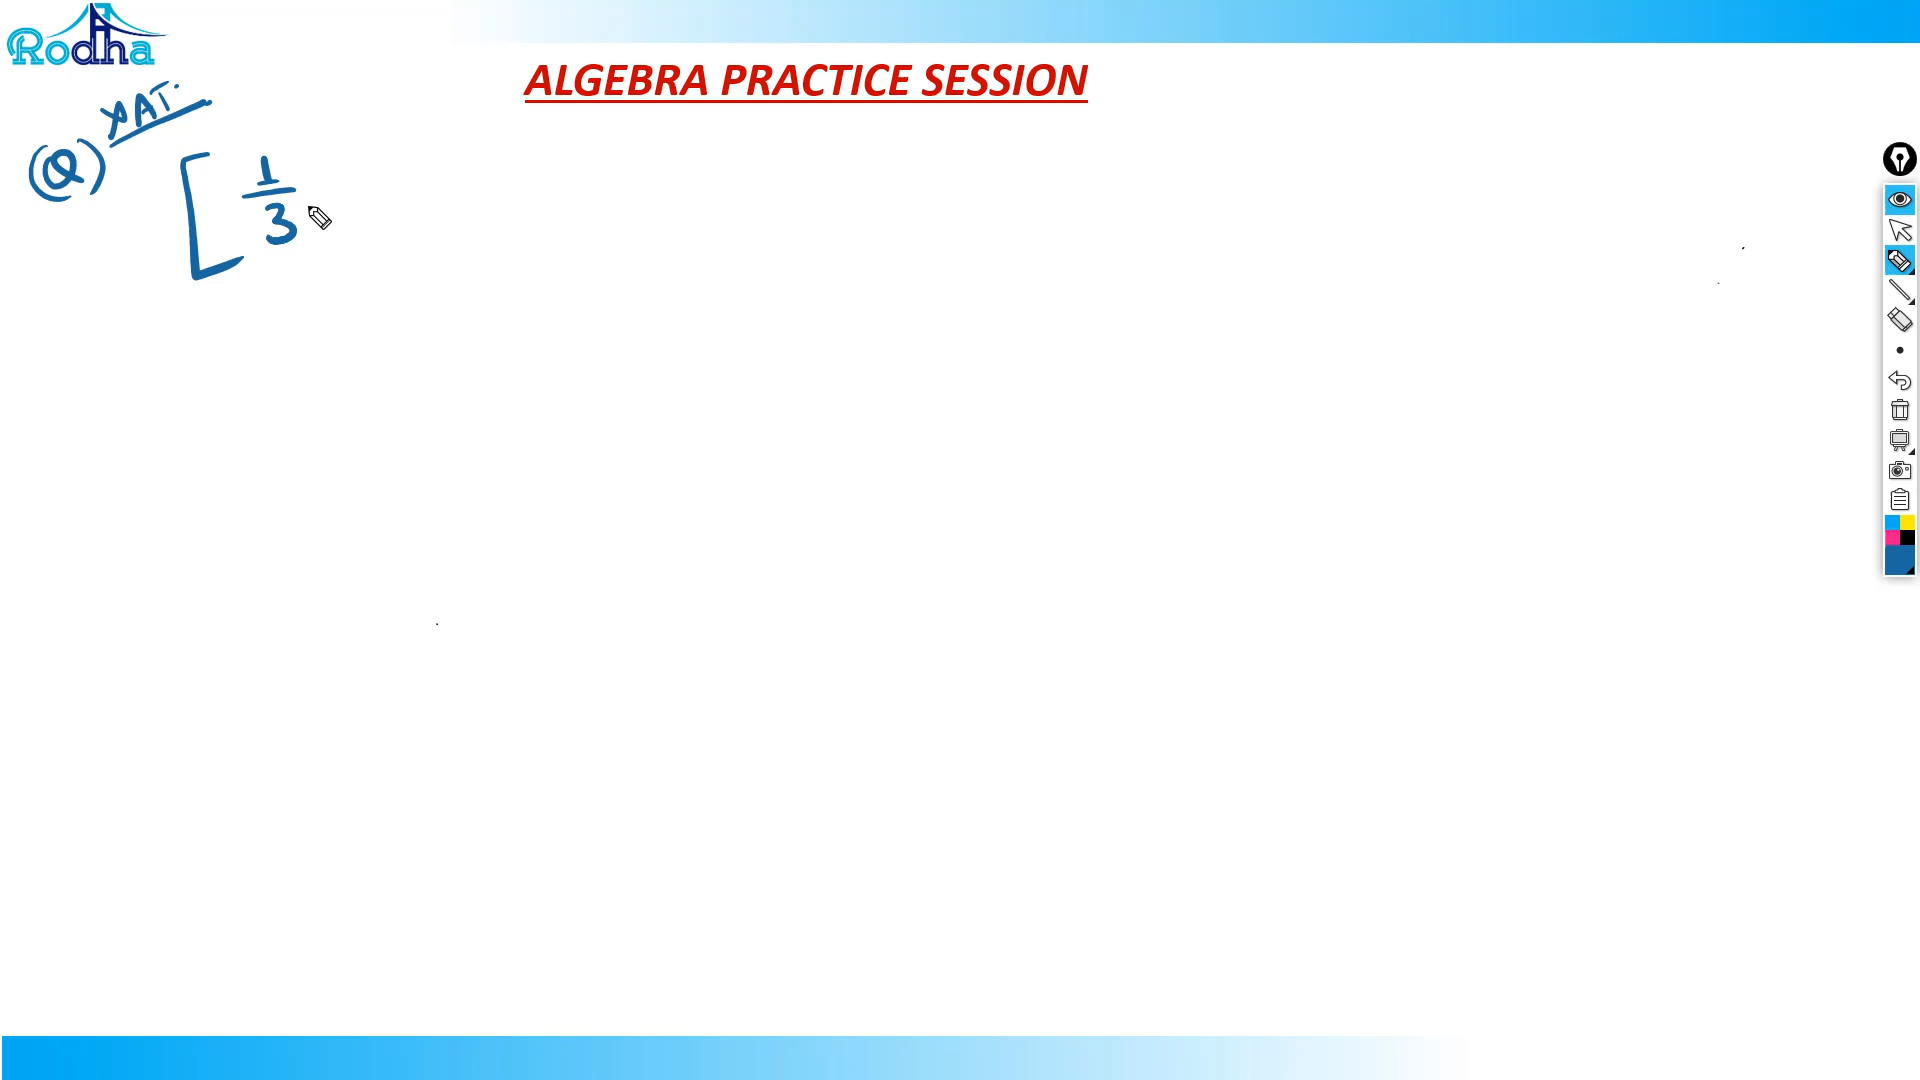 Rodha
ALGEBRA PRACTICE SESSION
XAT.
(Q) [ 1/3